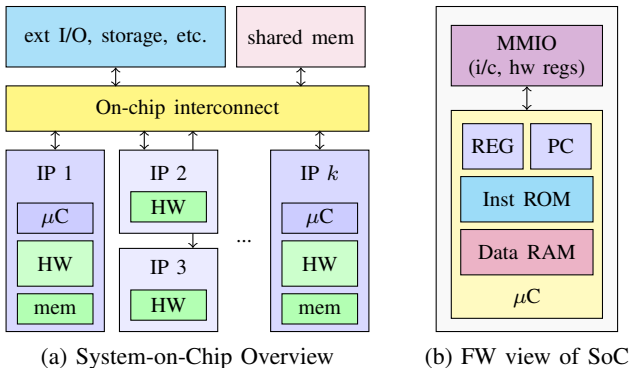 ext I/O, storage, etc.
shared mem
On-chip interconnect
IP 1
μC
HW
mem
IP 2
HW
IP 3
HW
...
IP k
μC
HW
mem
(a) System-on-Chip Overview
MMIO
(i/c, hw regs)
REG
PC
Inst ROM
Data RAM
μC
(b) FW view of SoC